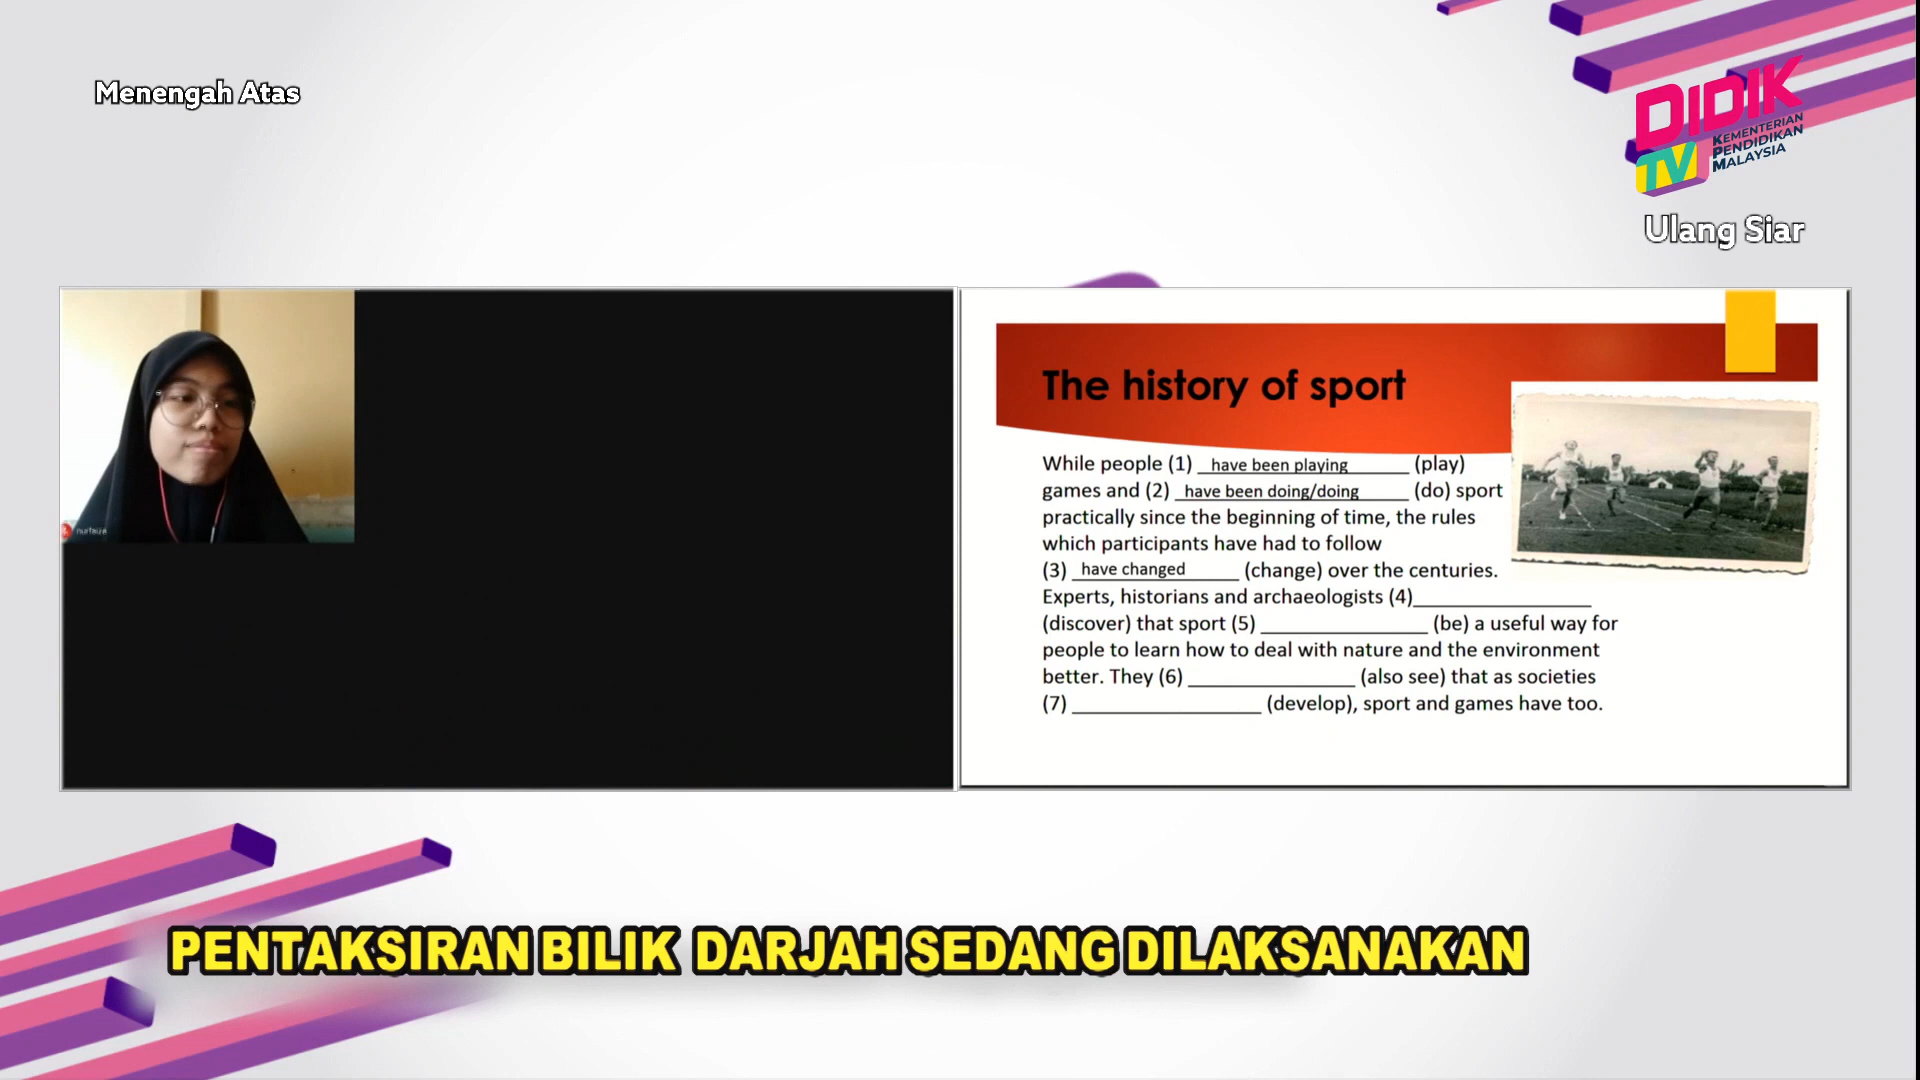 Menengah Atas
DIDIK
TV
KEMENTERIAN
PENDIDIKAN
MALAYSIA
Ulang Siar
The history of sport
While people (1) have been playing (play)
games and (2) have been doing/doing (do) sport
practically since the beginning of time, the rules
which participants have had to follow
(3) have changed (change) over the centuries.
Experts, historians and archaeologists (4)________________
(discover) that sport (5) _______________ (be) a useful way for
people to learn how to deal with nature and the environment
better. They (6) _______________ (also see) that as societies
(7) _________________ (develop), sport and games have too.
PENTAKSIRAN BILIK DARJAH SEDANG DILAKSANAKAN